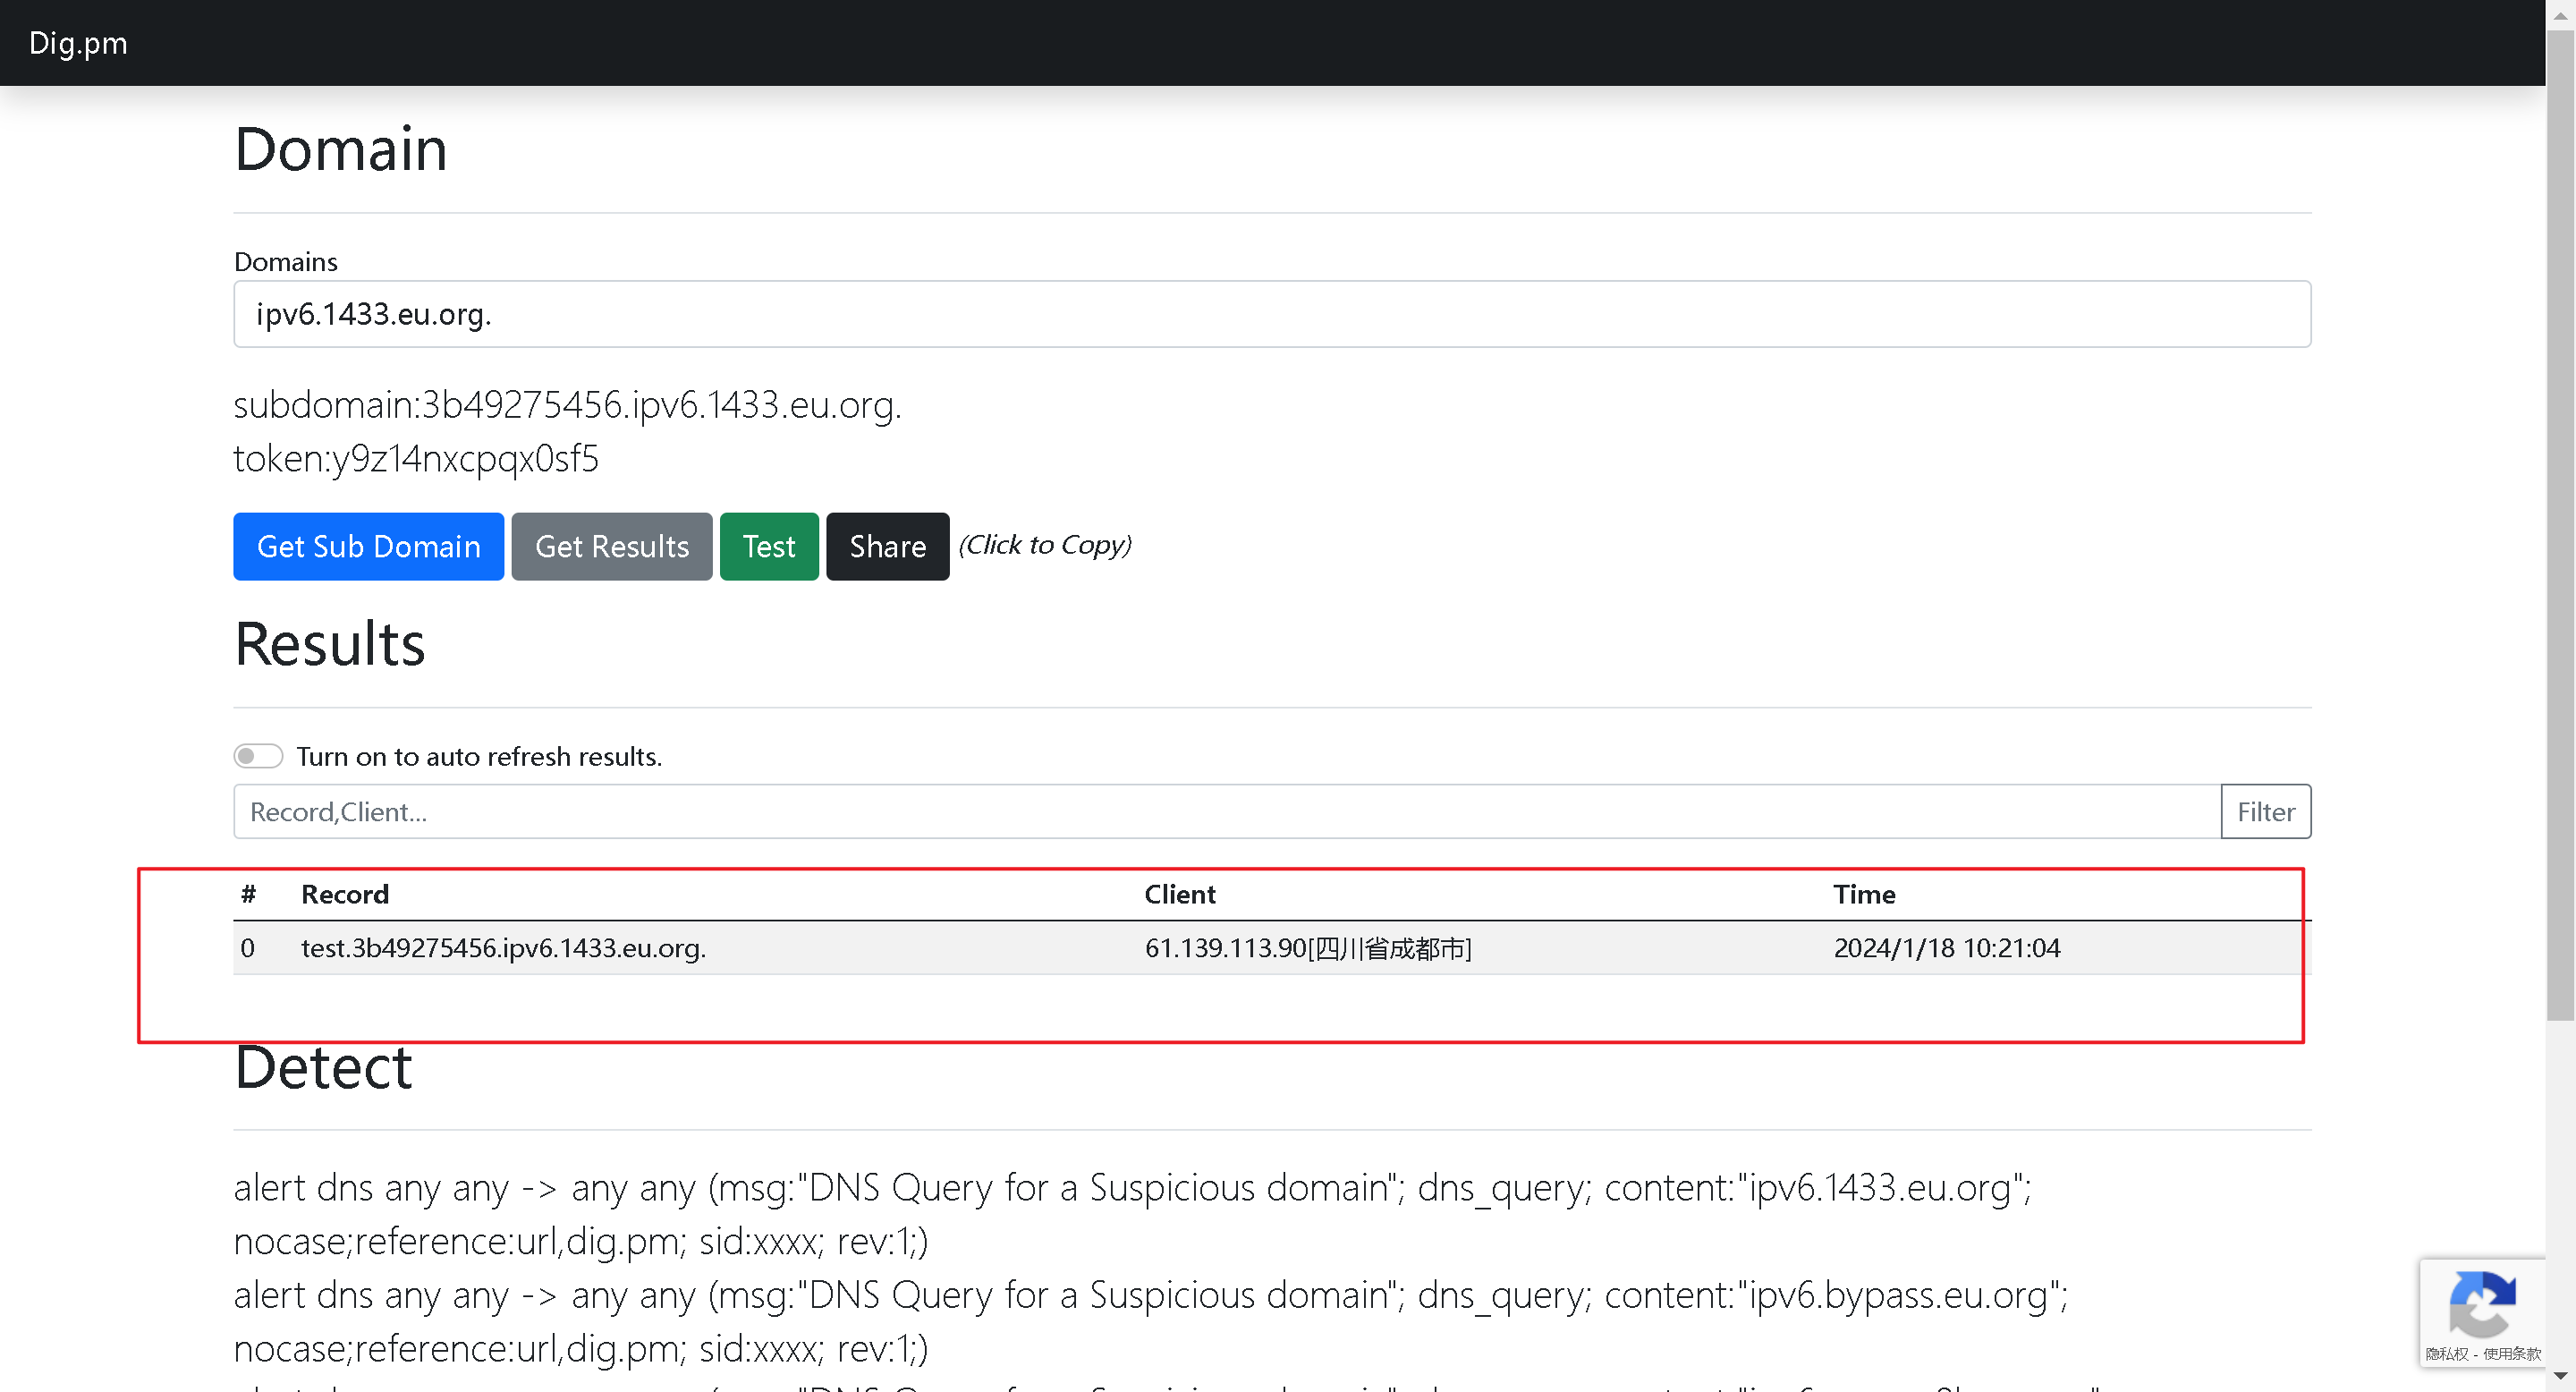 Dig.pm
Domain
Domains
ipv6.1433.eu.org.
subdomain:3b49275456.ipv6.1433.eu.org.
token:y9z14nxcpqx0sf5
Get Sub Domain Get Results Test Share (Click to Copy)
Results
Turn on to auto refresh results.
Record,Client... Filter
# Record Client Time
0 test.3b49275456.ipv6.1433.eu.org. 61.139.113.90[四川省成都市] 2024/1/18 10:21:04
Detect
alert dns any any -> any any (msg:"DNS Query for a Suspicious domain"; dns_query; content:"ipv6.1433.eu.org";
nocase;reference:url,dig.pm; sid:xxxx; rev:1;)
alert dns any any -> any any (msg:"DNS Query for a Suspicious domain"; dns_query; content:"ipv6.bypass.eu.org";
nocase;reference:url,dig.pm; sid:xxxx; rev:1;)
隐私权 - 使用条款